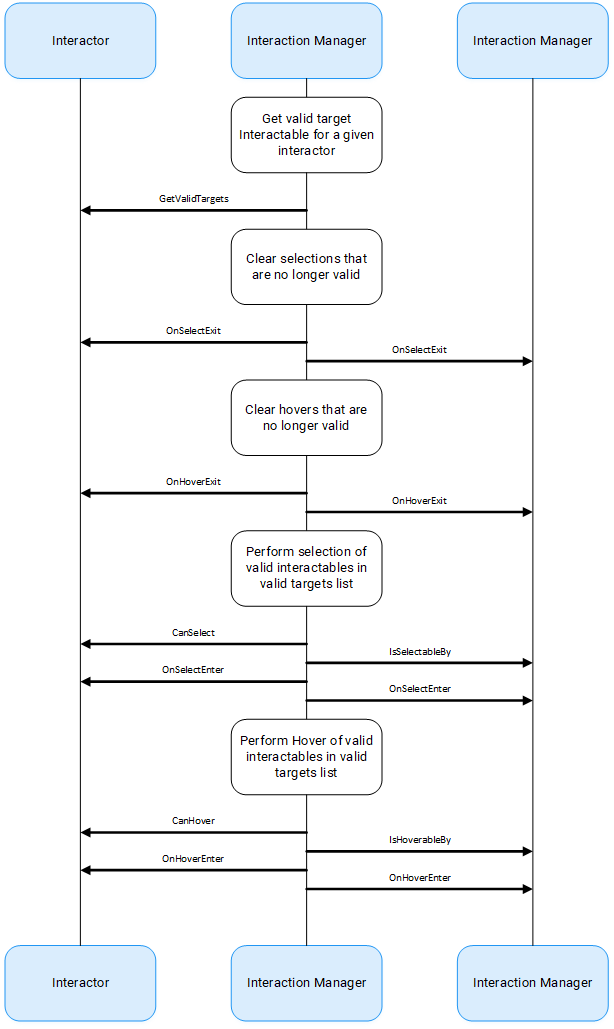 Interactor
Interaction Manager
Interaction Manager
Get valid target
Interactable for a given
interactor
GetValidTargets
Clear selections that
are no longer valid
OnSelectExit
OnSelectExit
Clear hovers that are
no longer valid
OnHoverExit
OnHoverExit
Perform selection of
valid interactables in
valid targets list
CanSelect
IsSelectableBy
OnSelectEnter
OnSelectEnter
Perform Hover of valid
interactables in valid
targets list
CanHover
IsHoverableBy
OnHoverEnter
OnHoverEnter
Interactor
Interaction Manager
Interaction Manager